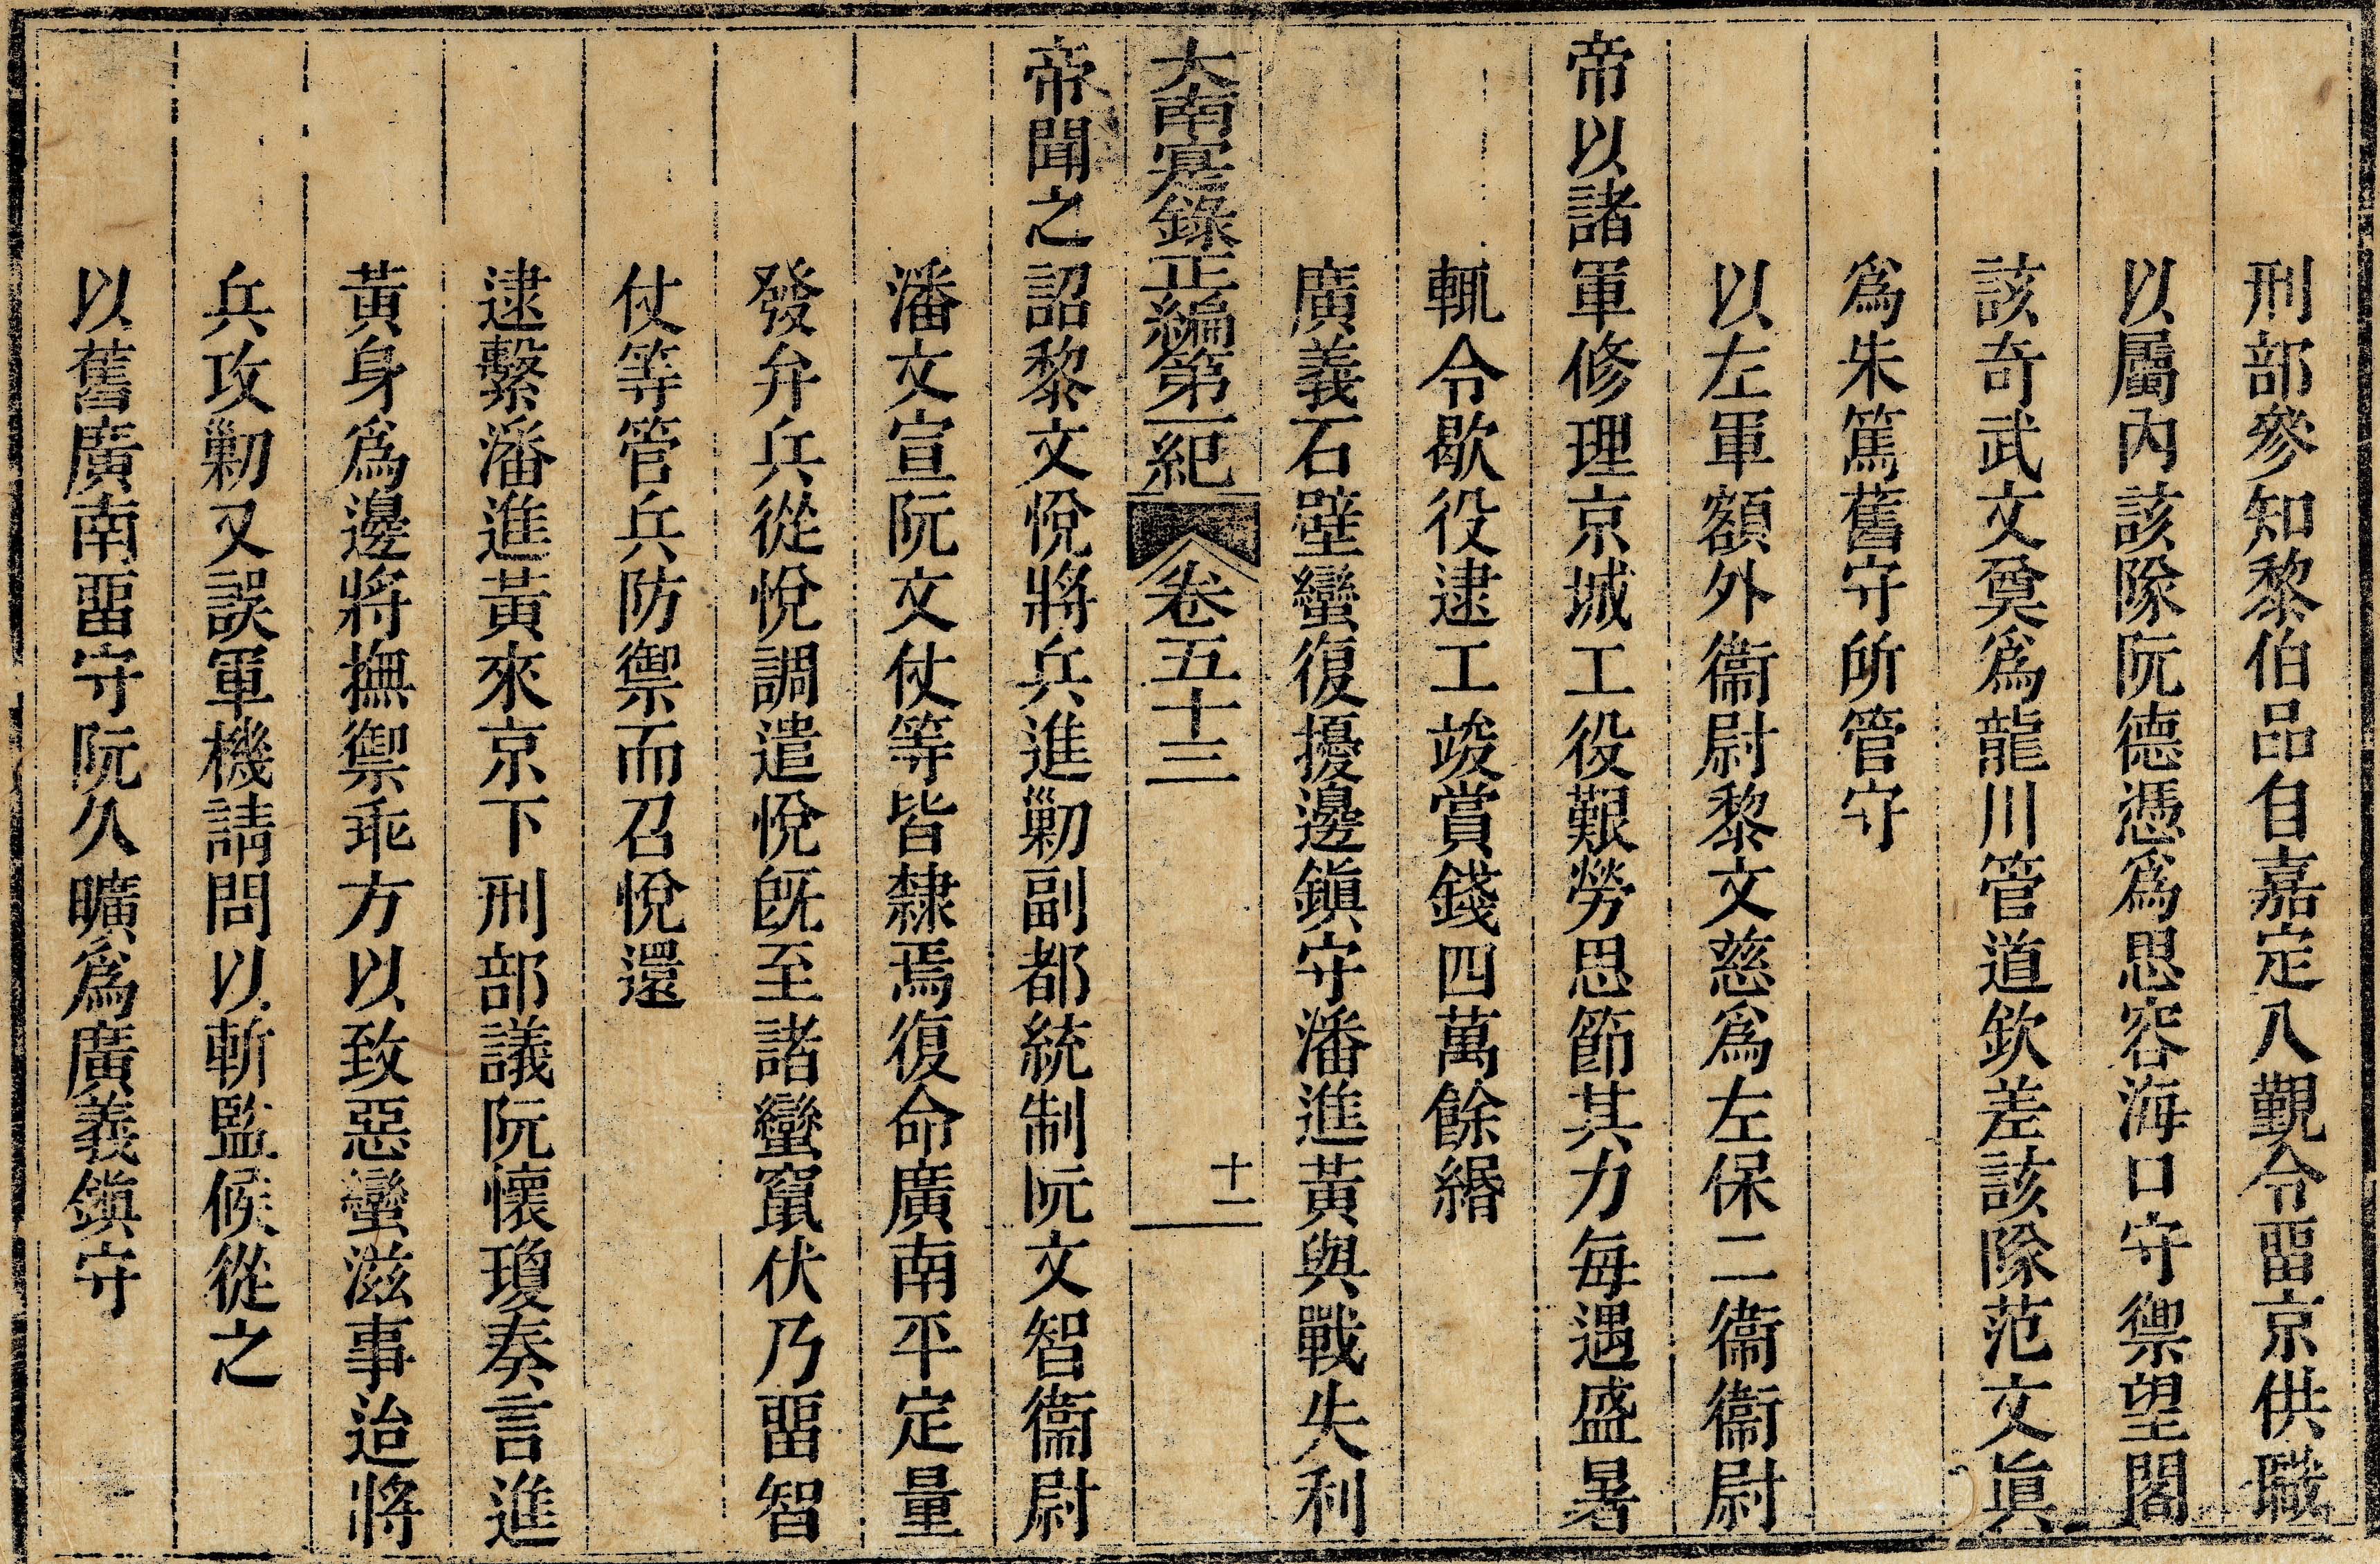 刑部參知黎伯品自嘉定入覲令畱京供職
以屬內該隊阮德憑爲思容海口守禦望閣
該奇武文奠爲龍川管道欽差該隊范文眞
爲朱篤舊守所管守
以左軍額外衞尉黎文慈爲左保二衞衞尉
帝以諸軍修理京城工役艱勞思節其力每遇盛暑
輒令歇役逮工竣賞錢四萬餘緡
廣義石壁蠻復擾邊鎭守潘進黃與戰失利
大南寔錄正編第一紀 卷五十三 十一
帝聞之詔黎文悅將兵進勦副都統制阮文智衞尉
潘文宣阮文仗等皆隸焉復命廣南平定量
發弁兵從悅調遣悅旣至諸蠻竄伏乃畱智
仗等管兵防禦而召悅還
逮繫潘進黃來京下刑部議阮懷瓊奏言進
黃身爲邊將撫禦乖方以致惡蠻滋事迨將
兵攻勦又誤軍機請問以斬監候從之
以舊廣南畱守阮久曠爲廣義鎭守